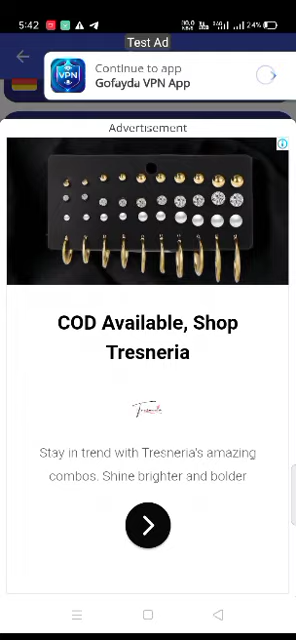 5:42
24%
Test Ad
Continue to app
VPN
Gofayda VPN App
Advertisement
COD Available, Shop
Tresneria
Stay in trend with Tresneria's amazing
combos. Shine brighter and bolder